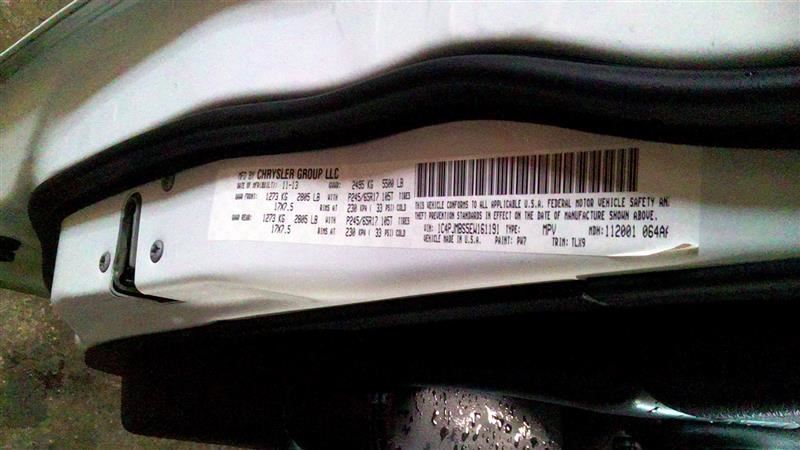 MFD BY CHRYSLER GROUP LLC
DATE OF MFR(BUILT): 11-13 GVWR: 2495 KG 5500 LB
GAWR FRONT: 1273 KG 2805 LB WITH P245/65R17 105T TIRES
17X7.5 RIMS AT 230 KPA ( 33 PSI) COLD
GAWR REAR: 1273 KG 2805 LB WITH P245/65R17 105T TIRES
17X7.5 RIMS AT 230 KPA ( 33 PSI) COLD
THIS VEHICLE CONFORMS TO ALL APPLICABLE U.S.A. FEDERAL MOTOR VEHICLE SAFETY AN
THEFT PREVENTION STANDARDS IN EFFECT ON THE DATE OF MANUFACTURE SHOWN ABOVE.
VIN: 1C4PJMBS5EW161191 TYPE: MPV MDH: 112001 064AA
VEHICLE MADE IN U.S.A. PAINT: PW7 TRIM: TLX9